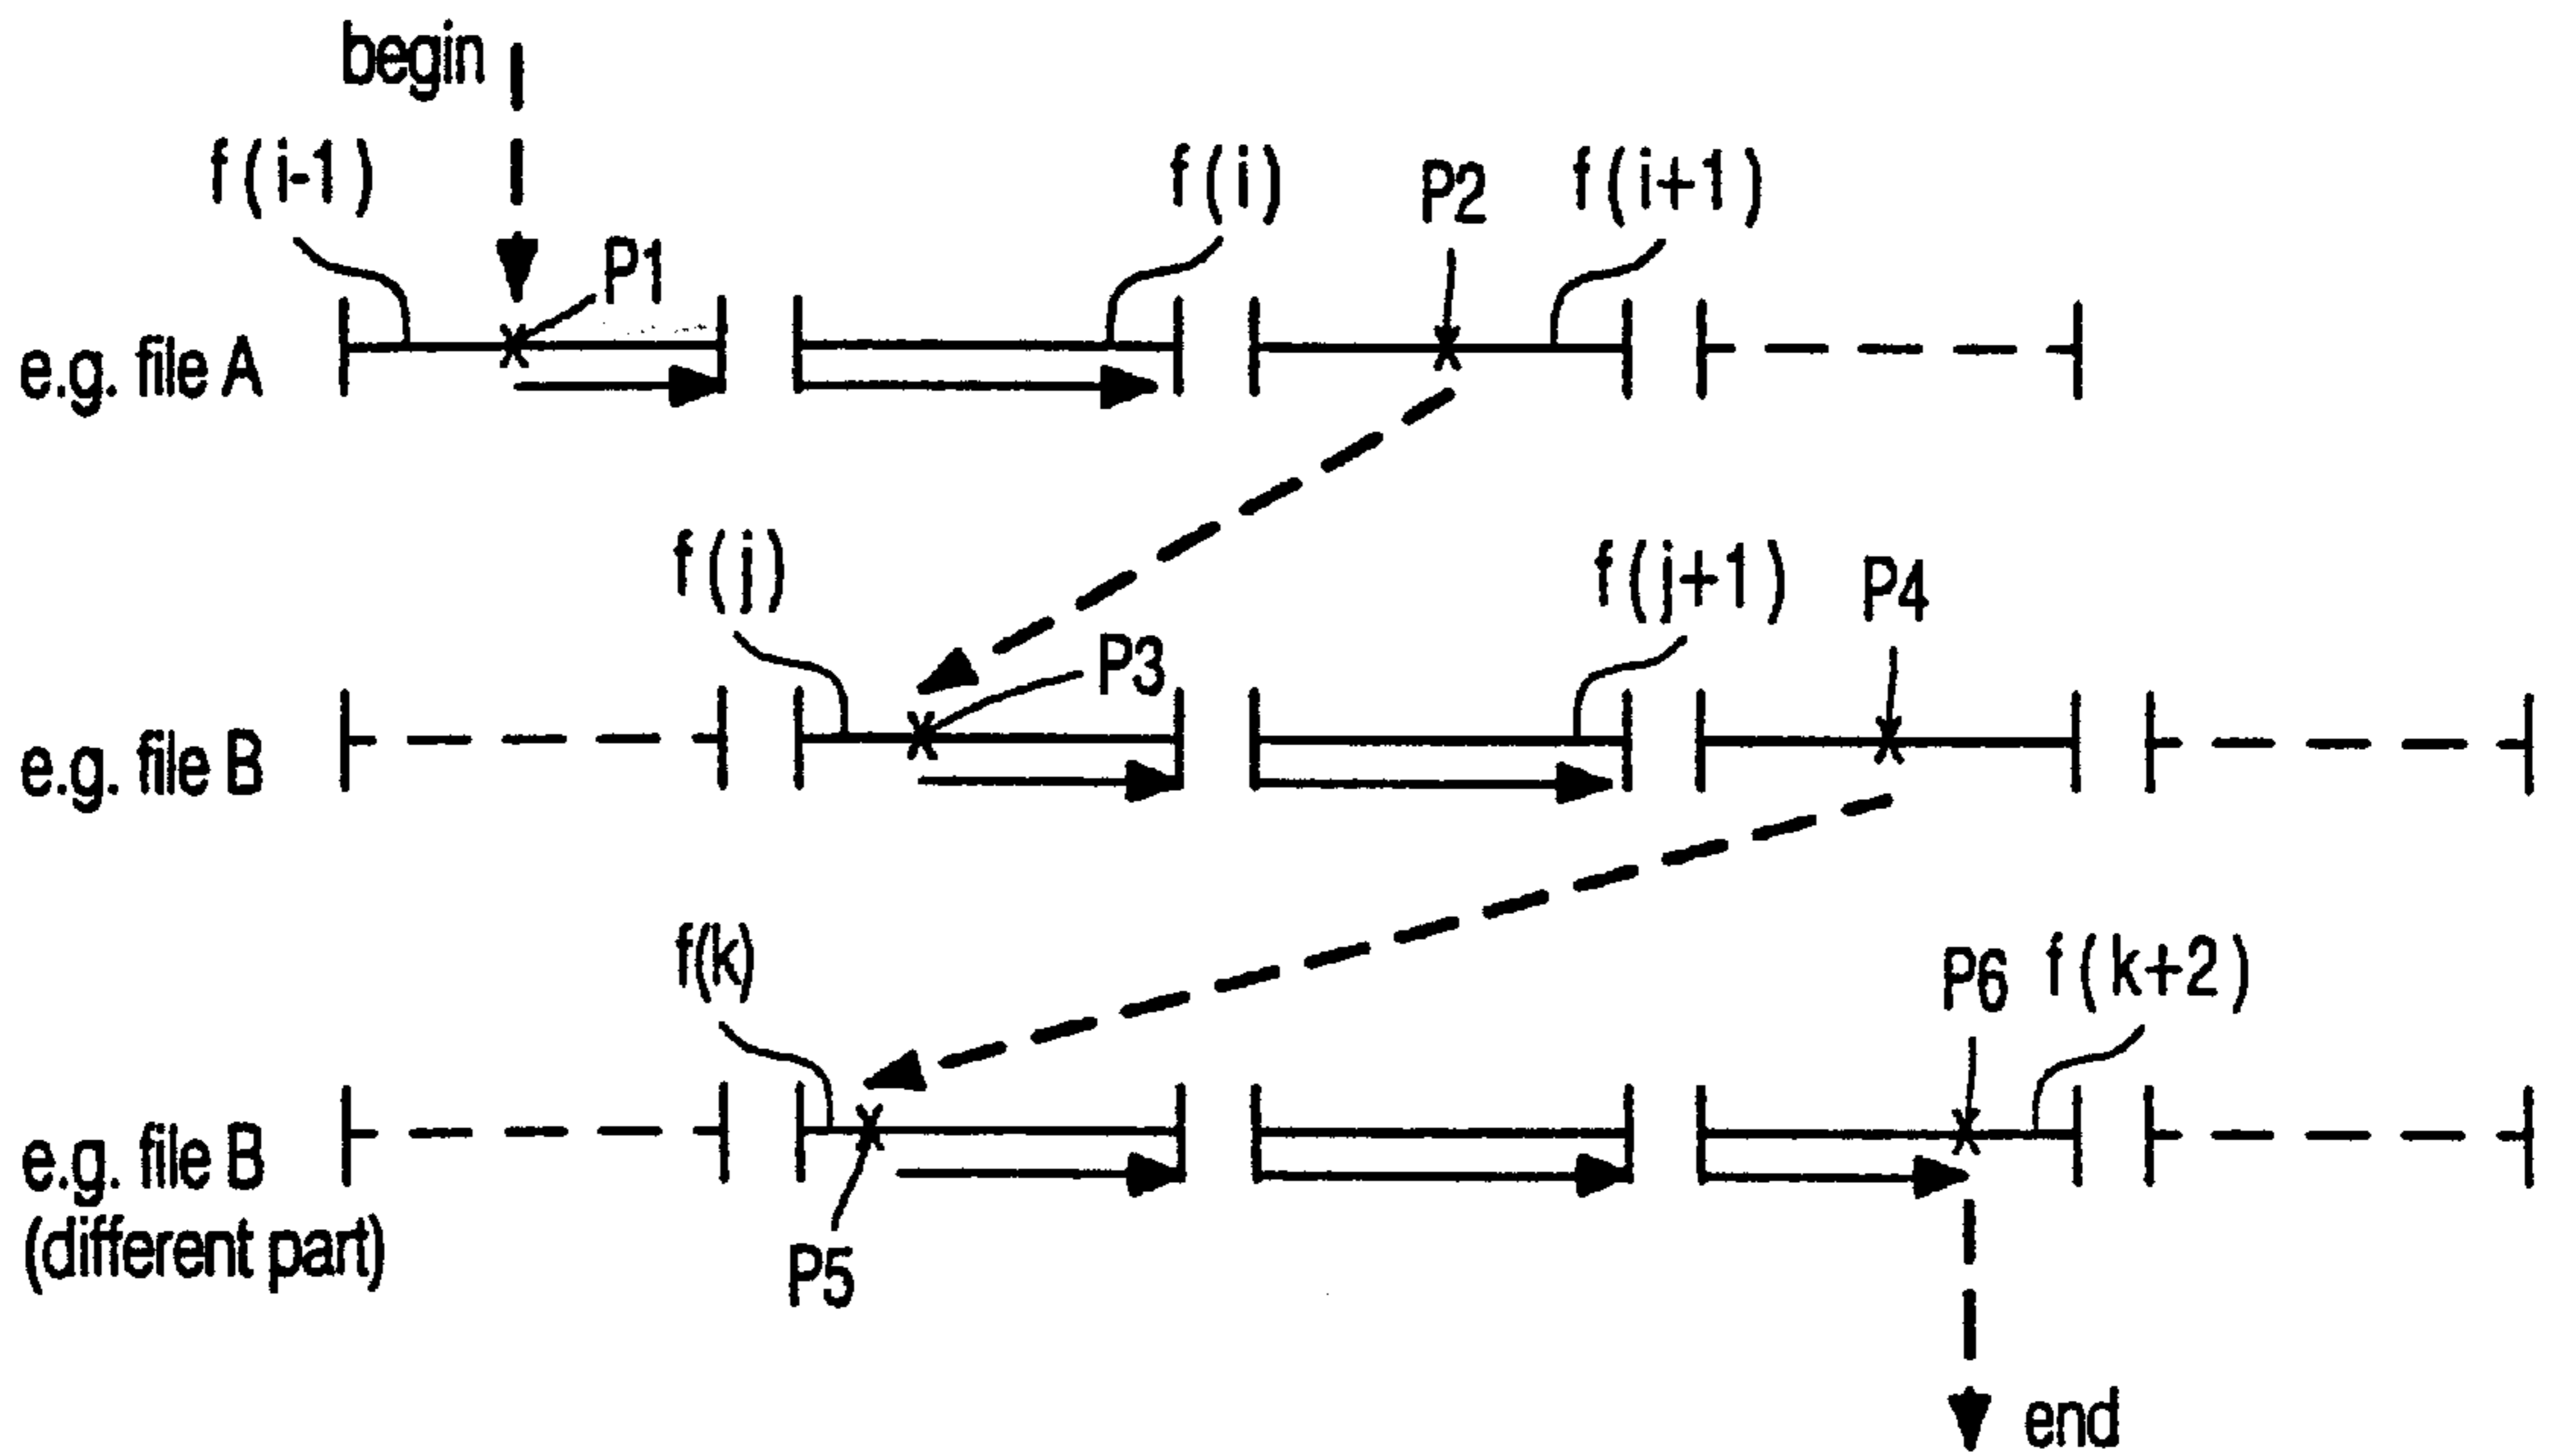 begin
f(i-1)
f(i)
P2
f(i+1)
P1
e.g. file A
f(j)
f(j+1)
P4
P3
e.g. file B
f(k)
P6
f(k+2)
e.g. file B
(different part)
P5
end